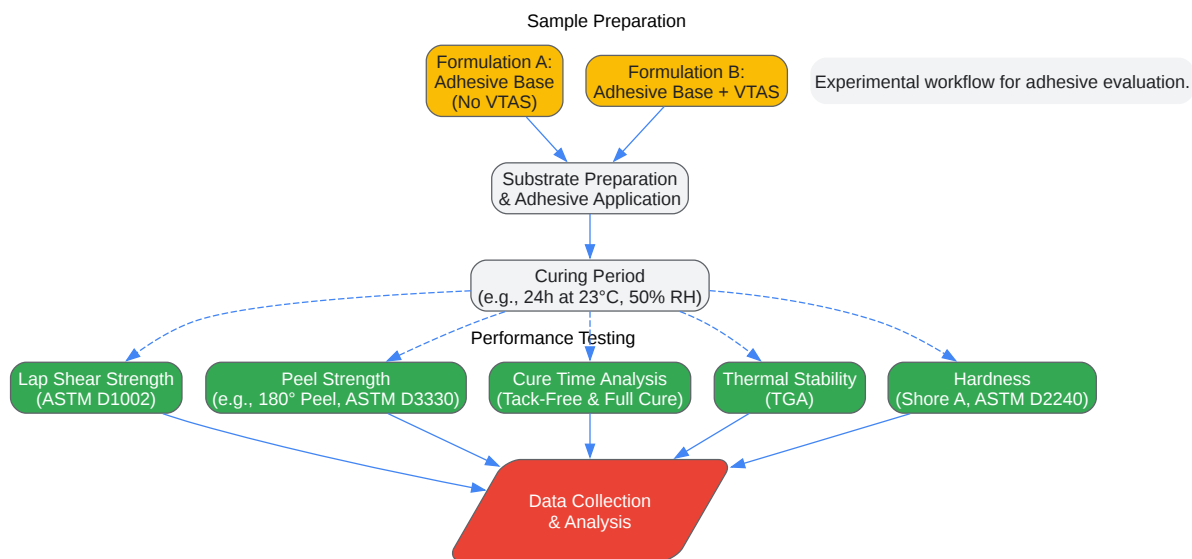 Sample Preparation
Formulation A:
Adhesive Base
(No VTAS)
Formulation B:
Adhesive Base + VTAS
Experimental workflow for adhesive evaluation.
Substrate Preparation
& Adhesive Application
Curing Period
(e.g., 24h at 23°C, 50% RH)
Performance Testing
Lap Shear Strength
(ASTM D1002)
Peel Strength
(e.g., 180° Peel, ASTM D3330)
Cure Time Analysis
(Tack-Free & Full Cure)
Thermal Stability
(TGA)
Hardness
(Shore A, ASTM D2240)
Data Collection
& Analysis